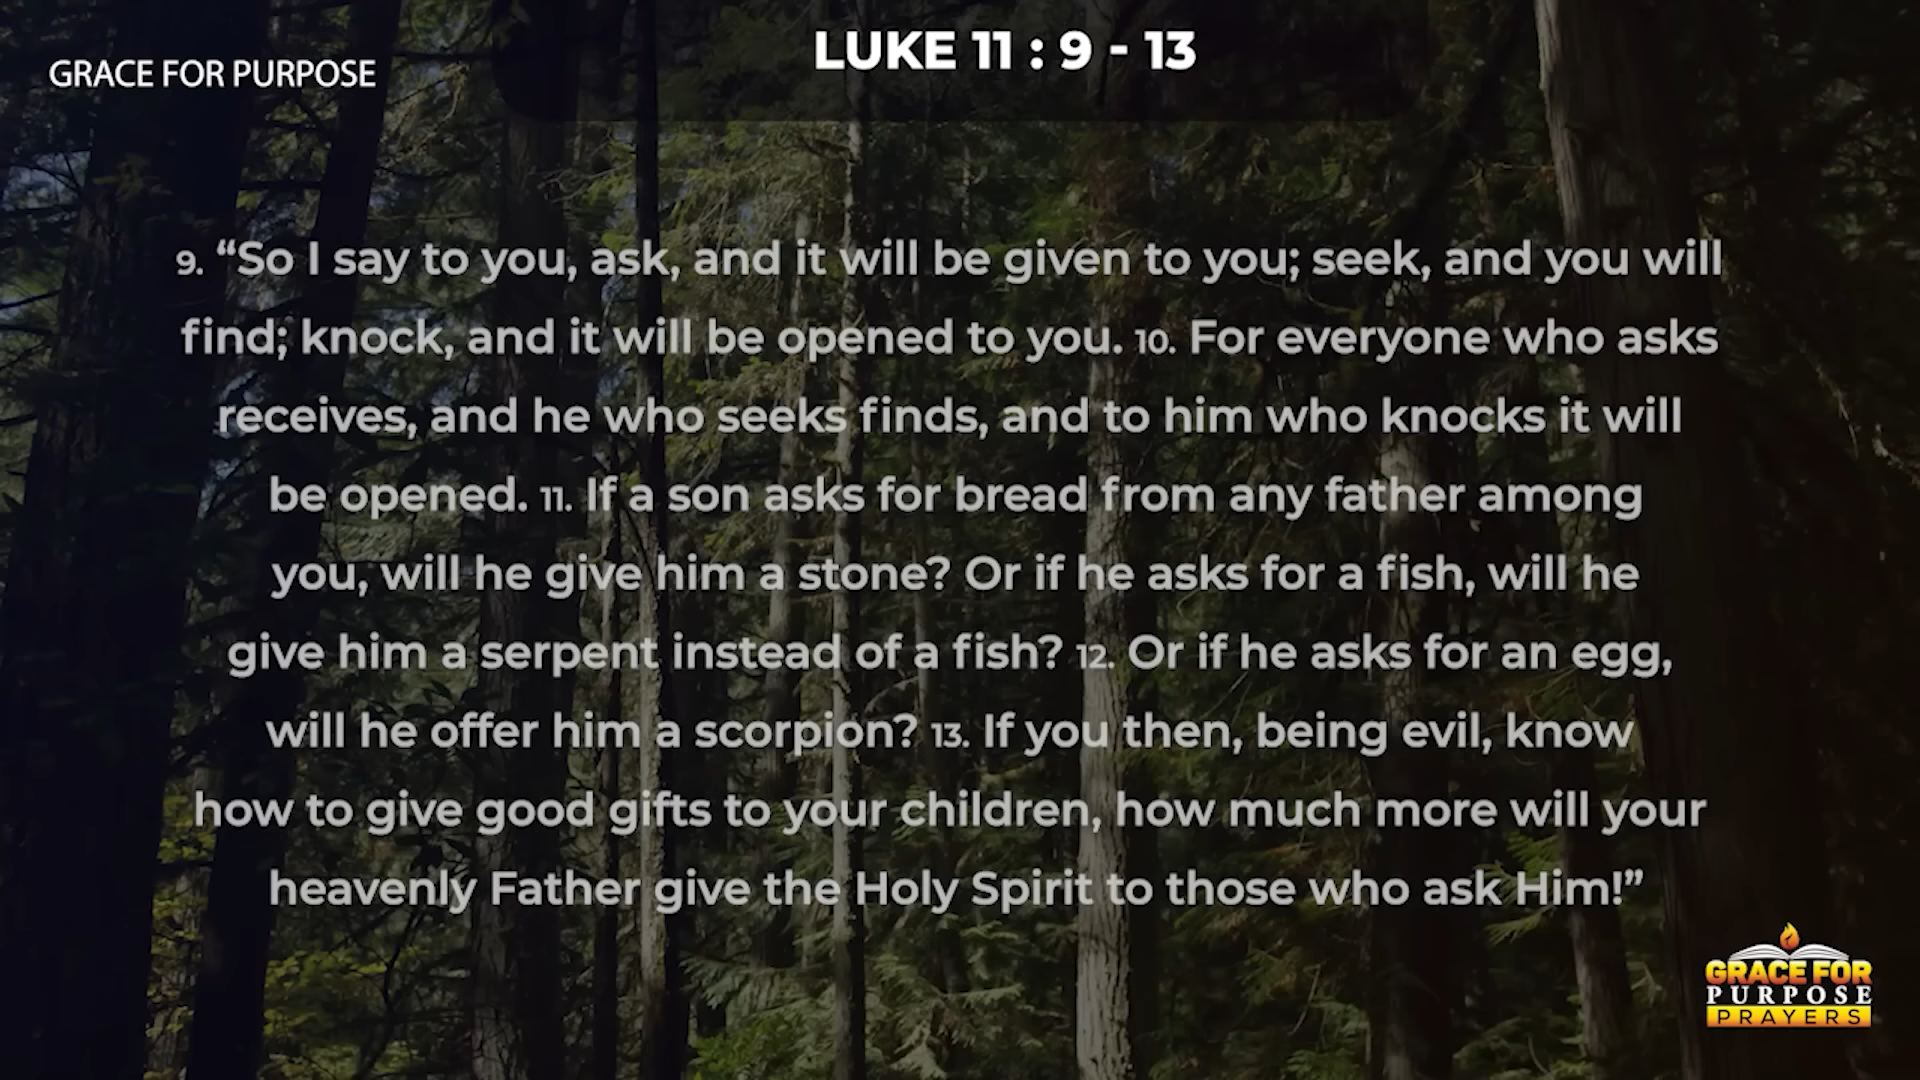 LUKE 11 : 9 - 13
GRACE FOR PURPOSE
9. “So I say to you, ask, and it will be given to you; seek, and you will
find; knock, and it will be opened to you. 10. For everyone who asks
receives, and he who seeks finds, and to him who knocks it will
be opened. 11. If a son asks for bread from any father among
you, will he give him a stone? Or if he asks for a fish, will he
give him a serpent instead of a fish? 12. Or if he asks for an egg,
will he offer him a scorpion? 13. If you then, being evil, know
how to give good gifts to your children, how much more will your
heavenly Father give the Holy Spirit to those who ask Him!”
GRACE FOR
PURPOSE
PRAYERS